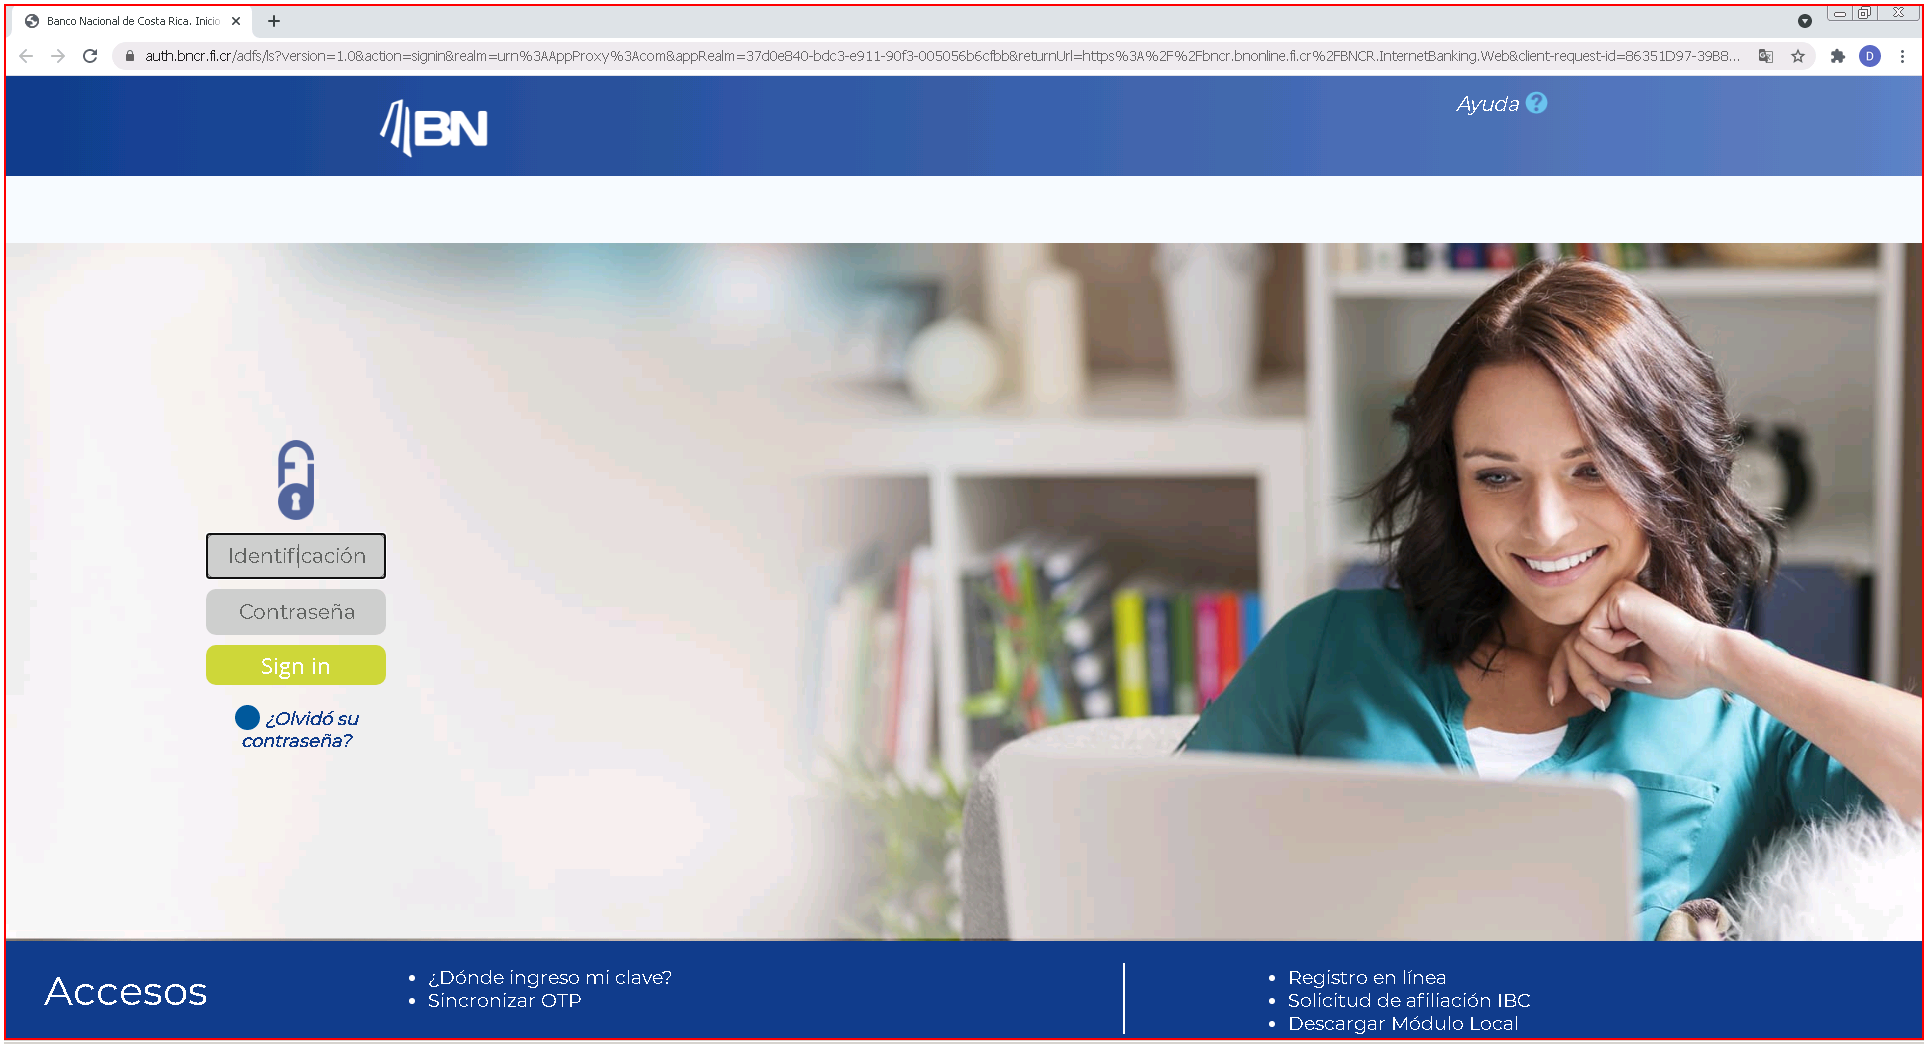 Banco Nacional de Costa Rica. Inicio
auth.bncr.fi.cr/adfs/ls?version=1.0&action=signin&realm=urn%3AAppProxy%3Acom&appRealm=37d0e840-bdc3-e911-90f3-005056b6cfbb&returnUrl=https%3A%2F%2Fbncr.bnonline.fi.cr%2FBNCR.InternetBanking.Web&client-request-id=86351D97-39B8...
D
BN
Ayuda ?
Identificación
Contraseña
Sign in
¿Olvidó su
contraseña?
Accesos
• ¿Dónde ingreso mi clave?
• Sincronizar OTP
• Registro en línea
• Solicitud de afiliación IBC
• Descargar Módulo Local